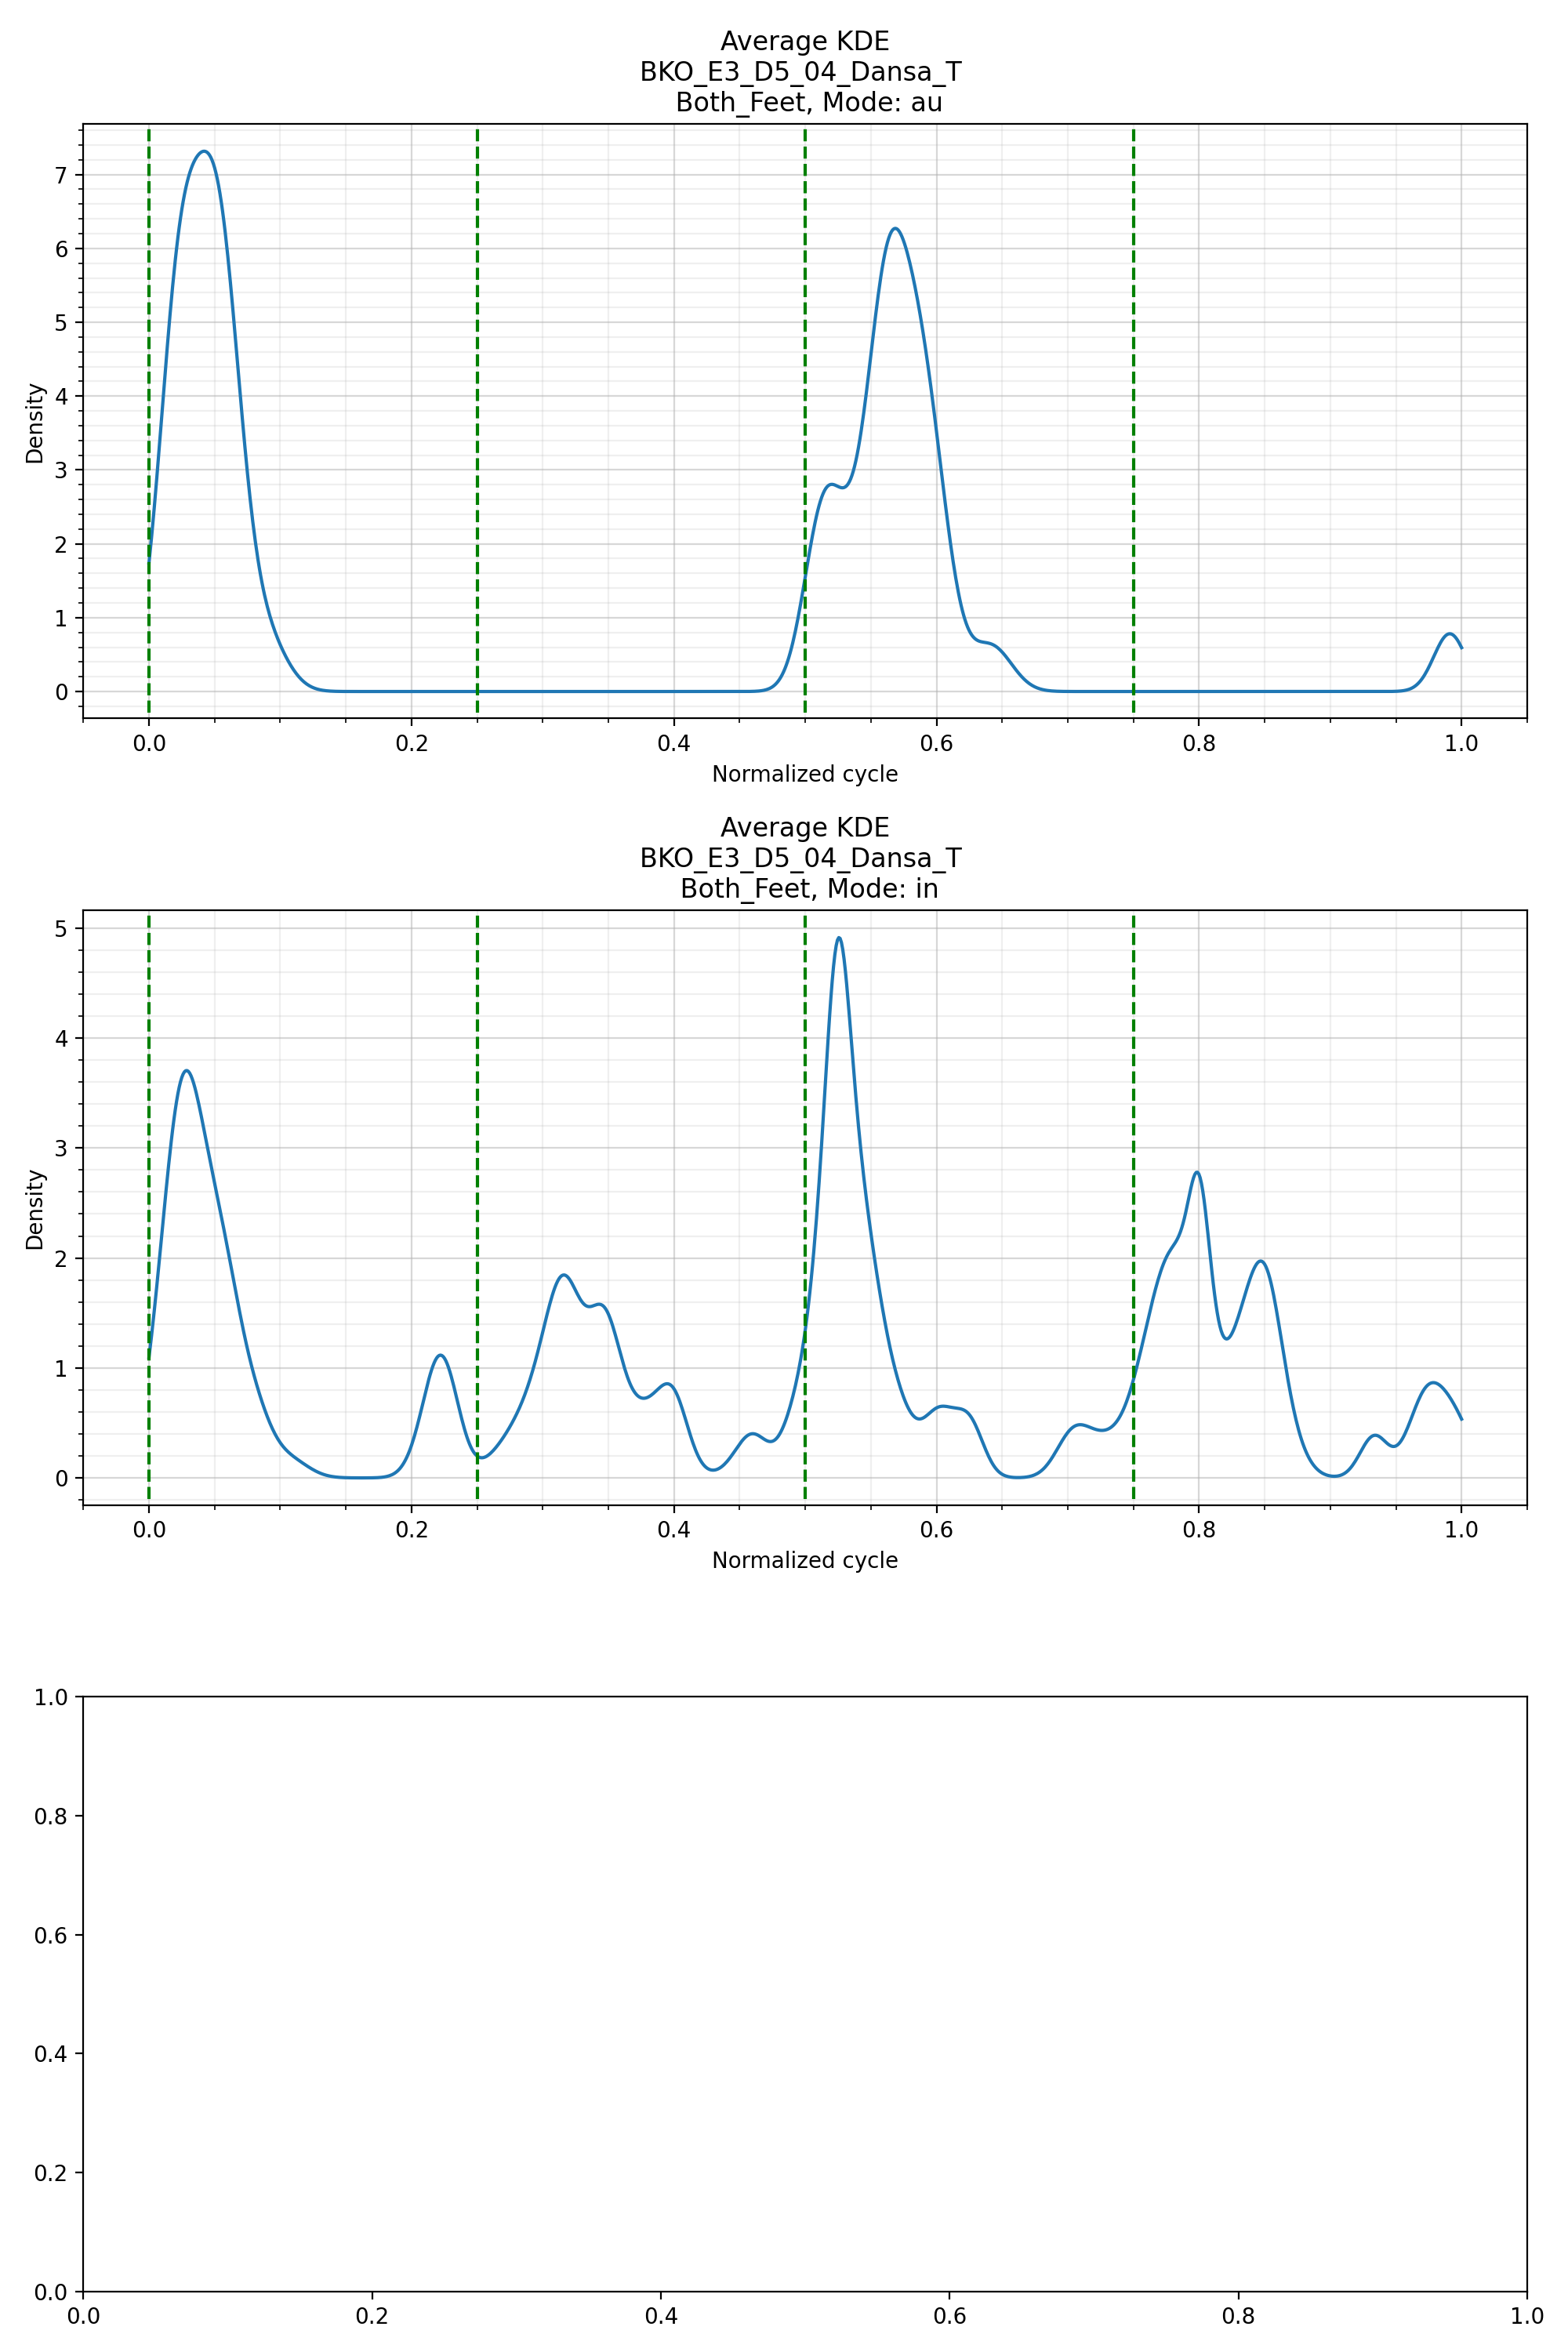 Average KDE
BKO_E3_D5_04_Dansa_T
Both_Feet, Mode: au
7
6
5
4
3
2
1
0
Density
0.0 0.2 0.4 0.6 0.8 1.0
Normalized cycle
Average KDE
BKO_E3_D5_04_Dansa_T
Both_Feet, Mode: in
5
4
3
2
1
0
Density
0.0 0.2 0.4 0.6 0.8 1.0
Normalized cycle
1.0
0.8
0.6
0.4
0.2
0.0
0.0 0.2 0.4 0.6 0.8 1.0